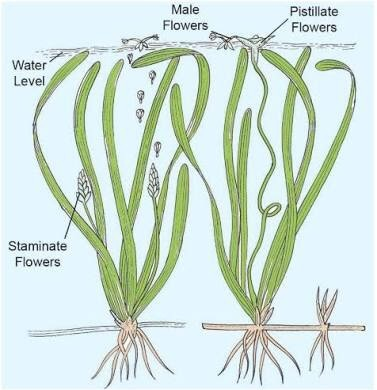 Male
Flowers
Pistillate
Flowers
Water
Level
Staminate
Flowers